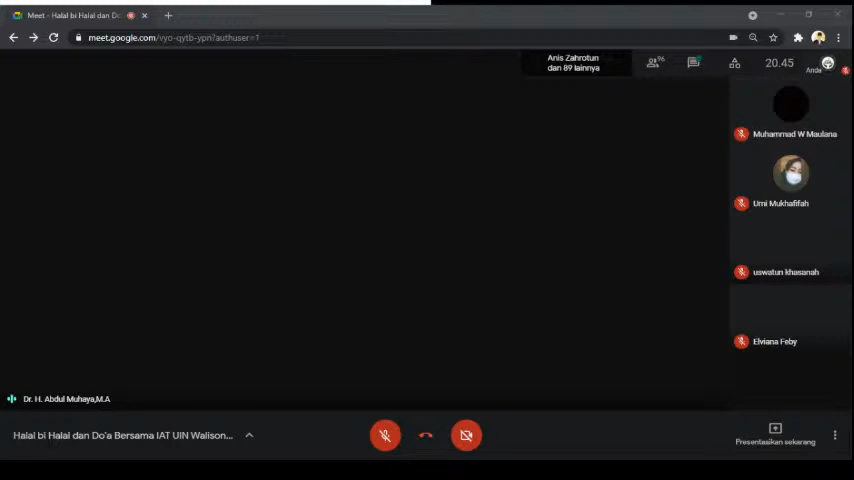 Meet - Halal bi Halal dan Do
meet.google.com/vyo-qytb-ypn?authuser=1
Anis Zahrotun
dan 89 lainnya
96
20.45
Anda
Muhammad W Maulana
Umi Mukhafifah
uswatun khasanah
Elviana Feby
Dr. H. Abdul Muhaya,M.A
Halal bi Halal dan Do'a Bersama IAT UIN Walison...
Presentasikan sekarang